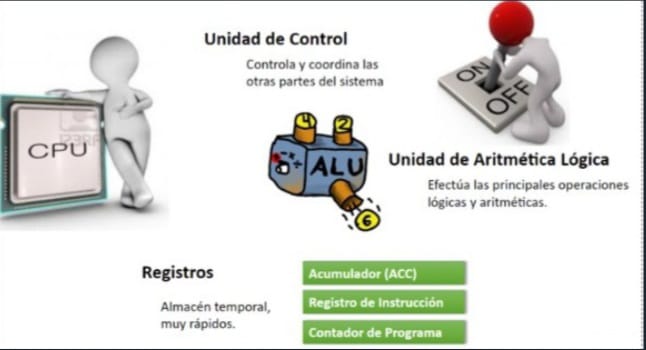 Unidad de Control
Controla y coordina las
otras partes del sistema
ON
OFF
CPU
123RF
4
2
ALU
6
Unidad de Aritmética Lógica
Efectúa las principales operaciones
lógicas y aritméticas.
Registros
Almacén temporal,
muy rápidos.
Acumulador (ACC)
Registro de Instrucción
Contador de Programa